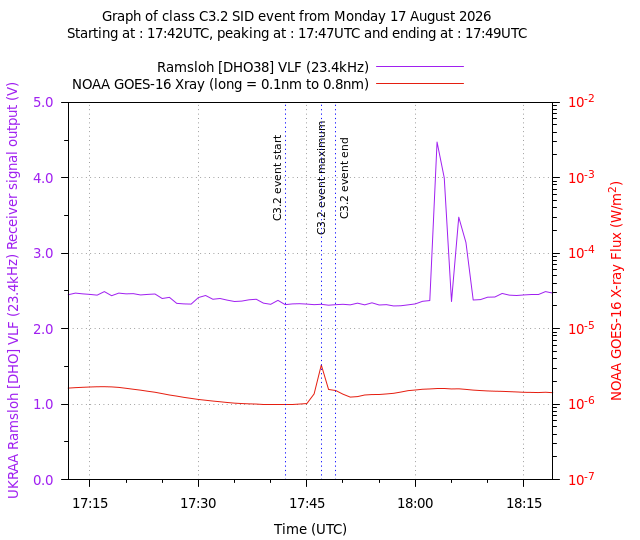 Graph of class C3.2 SID event from Monday 17 August 2026
Starting at : 17:42UTC, peaking at : 17:47UTC and ending at : 17:49UTC
Ramsloh [DHO38] VLF (23.4kHz)
NOAA GOES-16 Xray (long = 0.1nm to 0.8nm)
UKRAA Ramsloh [DHO] VLF (23.4kHz) Receiver signal output (V)
5.0
4.0
3.0
2.0
1.0
0.0
C3.2 event start
C3.2 event maximum
C3.2 event end
10-2
10-3
10-4
10-5
10-6
10-7
NOAA GOES-16 X-ray Flux (W/m2)
17:15 17:30 17:45 18:00 18:15
Time (UTC)